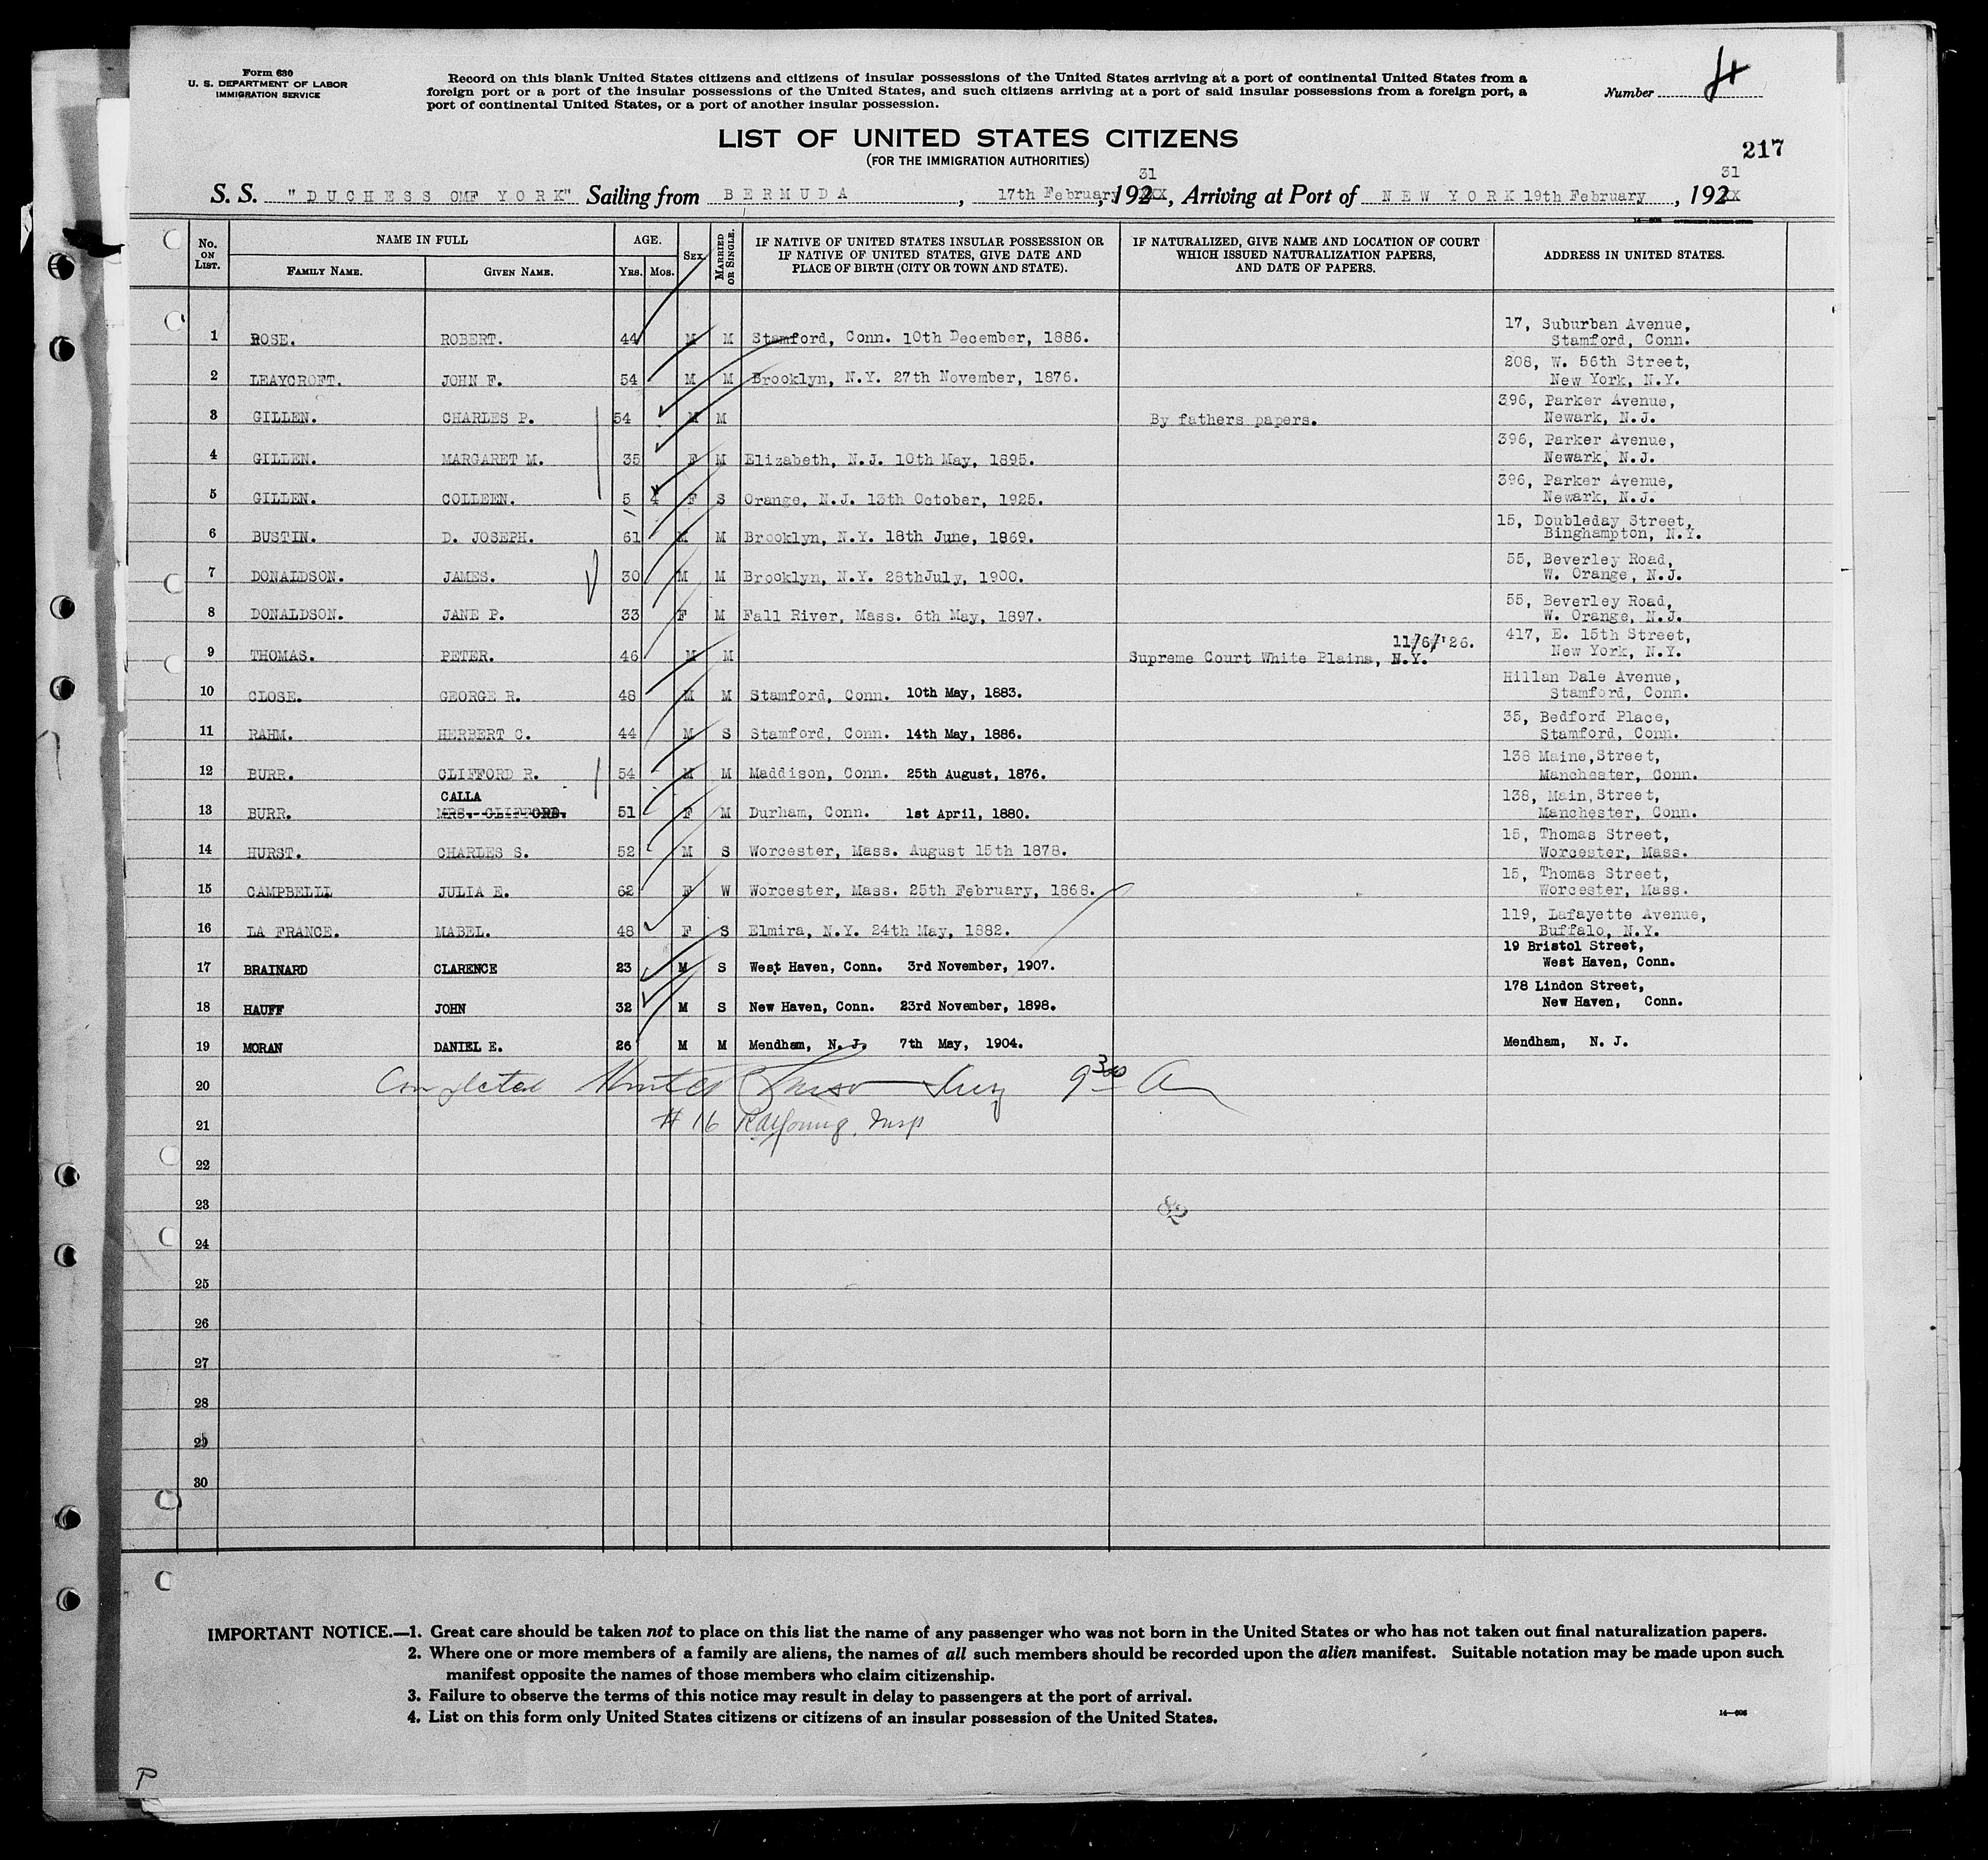 Form 630
U. S. DEPARTMENT OF LABOR
IMMIGRATION SERVICE
Record on this blank United States citizens and citizens of insular possessions of the United States arriving at a port of continental United States from a
foreign port or a port of the insular possessions of the United States, and such citizens arriving at a port of said insular possessions from a foreign port, a
port of continental United States, or a port of another insular possession.
Number 4
LIST OF UNITED STATES CITIZENS
(FOR THE IMMIGRATION AUTHORITIES)
217
31 31
S. S. "DUCHESS OMF YORK" Sailing from BERMUDA, 17th February, 192XXX, Arriving at Port of NEW YORK 19th February, 192XX
No. ON LIST. NAME IN FULL AGE. SEX. MARRIED OR SINGLE. IF NATIVE OF UNITED STATES INSULAR POSSESSION OR IF NATIVE OF UNITED STATES, GIVE DATE AND PLACE OF BIRTH (CITY OR TOWN AND STATE). IF NATURALIZED, GIVE NAME AND LOCATION OF COURT WHICH ISSUED NATURALIZATION PAPERS, AND DATE OF PAPERS. ADDRESS IN UNITED STATES.
FAMILY NAME. GIVEN NAME. YRS. MOS.
1 ROSE. ROBERT. 44 M M Stamford, Conn. 10th December, 1886. 17, Suburban Avenue, Stamford, Conn.
2 LEAYCROFT. JOHN F. 54 M M Brooklyn, N.Y. 27th November, 1876. 208, W. 56th Street, New York, N.Y.
3 GILLEN. CHARLES P. 54 M M By fathers papers. 396, Parker Avenue, Newark, N.J.
4 GILLEN. MARGARET M. 35 F M Elizabeth, N.J. 10th May, 1895. 396, Parker Avenue, Newark, N.J.
5 GILLEN. COLLEEN. 5 4 F S Orange, N.J. 13th October, 1925. 396, Parker Avenue, Newark, N.J.
6 BUSTIN. D. JOSEPH. 61 M M Brooklyn, N.Y. 18th June, 1869. 15, Doubleday Street, Binghampton, N.Y.
7 DONALDSON. JAMES. 30 M M Brooklyn, N.Y. 28thJuly, 1900. 55, Beverley Road, W. Orange, N.J.
8 DONALDSON. JANE P. 33 F M Fall River, Mass. 6th May, 1897. 55, Beverley Road, W. Orange, N.J.
9 THOMAS. PETER. 46 M M Supreme Court White Plains, N.Y. 11/6/'26. 417, E. 15th Street, New York, N.Y.
10 CLOSE. GEORGE R. 48 M M Stamford, Conn. 10th May, 1883. Hillan Dale Avenue, Stamford, Conn.
11 RAHM. HERBERT C. 44 M S Stamford, Conn. 14th May, 1886. 35, Bedford Place, Stamford, Conn.
12 BURR. CLIFFORD R. 54 M M Maddison, Conn. 25th August, 1876. 138 Maine, Street, Manchester, Conn.
13 BURR. CALLA MRS. CLIFFORD. 51 F M Durham, Conn. 1st April, 1880. 138, Main, Street, Manchester, Conn.
14 HURST. CHARLES S. 52 M S Worcester, Mass. August 15th 1878. 15, Thomas Street, Worcester, Mass.
15 CAMPBELLL JULIA E. 62 F W Worcester, Mass. 25th February, 1868. 15, Thomas Street, Worcester, Mass.
16 LA FRANCE. MABEL. 48 F S Elmira, N.Y. 24th May, 1882. 119, Lafayette Avenue, Buffalo, N.Y.
17 BRAINARD CLARENCE 23 M S West Haven, Conn. 3rd November, 1907. 19 Bristol Street, West Haven, Conn.
18 HAUFF JOHN 32 M S New Haven, Conn. 23rd November, 1898. 178 Lindon Street, New Haven, Conn.
19 MORAN DANIEL E. 26 M M Mendham, N. J. 7th May, 1904. Mendham, N. J.
20 Completed 9 30 A
21 #16 R A Young, Insp
22
23
24
25
26
27
28
29
30
IMPORTANT NOTICE.—1. Great care should be taken not to place on this list the name of any passenger who was not born in the United States or who has not taken out final naturalization papers.
2. Where one or more members of a family are aliens, the names of all such members should be recorded upon the alien manifest. Suitable notation may be made upon such
manifest opposite the names of those members who claim citizenship.
3. Failure to observe the terms of this notice may result in delay to passengers at the port of arrival.
4. List on this form only United States citizens or citizens of an insular possession of the United States.
P